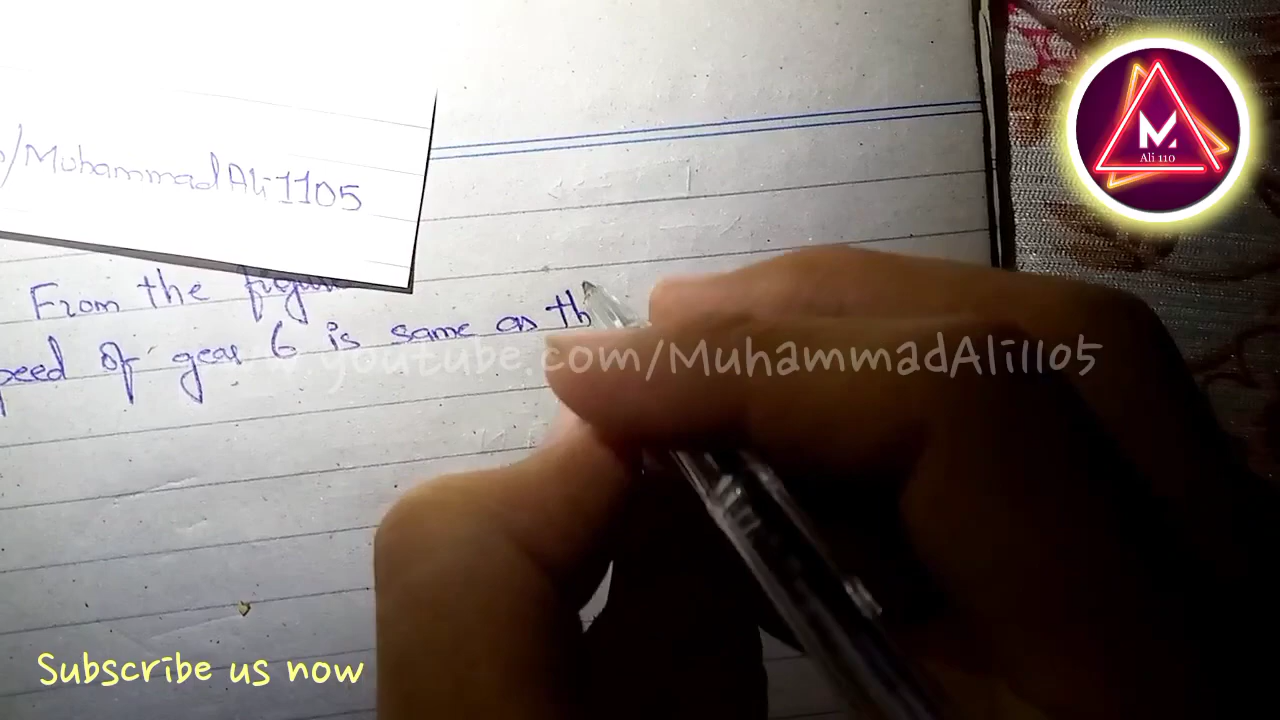 /MuhammadAli1105
From the figure
peed of gear 6 is same as th
www.youtube.com/MuhammadAli1105
M
Ali 110
Subscribe us now